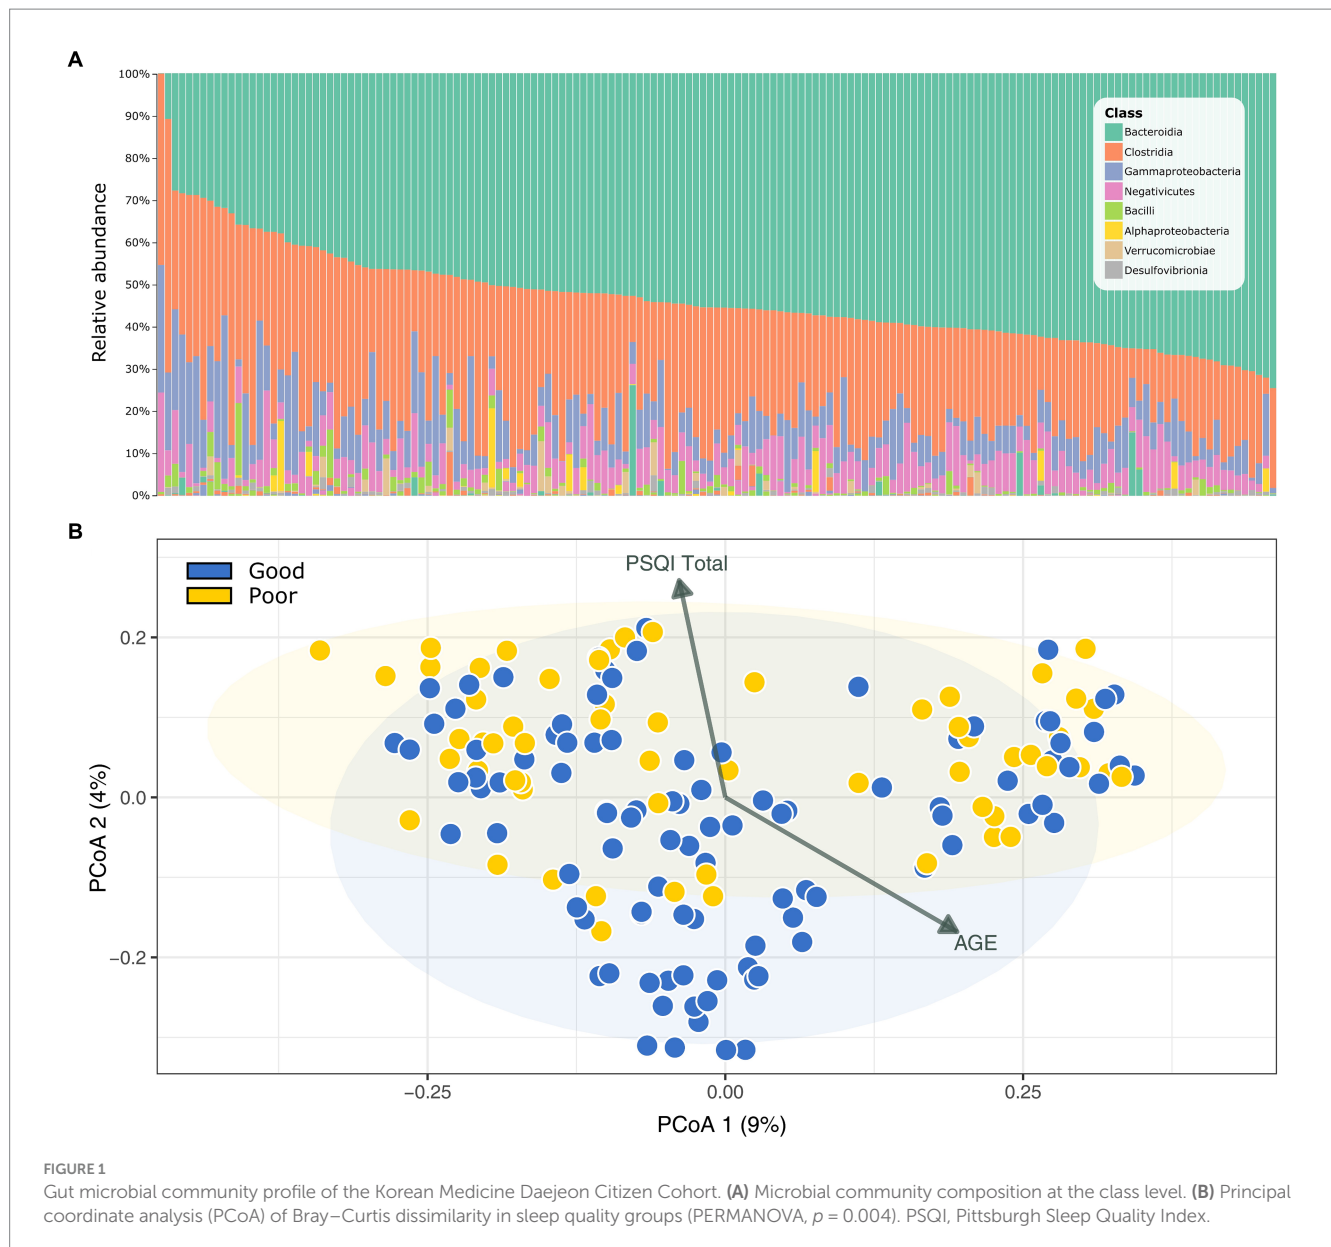 A
100%
90%
80%
70%
60%
50%
40%
30%
20%
10%
0%
Relative abundance
Class
Bacteroidia
Clostridia
Gammaproteobacteria
Negativicutes
Bacilli
Alphaproteobacteria
Verrucomicrobiae
Desulfovibrionia
B
Good
Poor
PSQI Total
AGE
0.2
0.0
−0.2
PCoA 2 (4%)
−0.25
0.00
0.25
PCoA 1 (9%)
FIGURE 1
Gut microbial community profile of the Korean Medicine Daejeon Citizen Cohort. (A) Microbial community composition at the class level. (B) Principal
coordinate analysis (PCoA) of Bray–Curtis dissimilarity in sleep quality groups (PERMANOVA, p = 0.004). PSQI, Pittsburgh Sleep Quality Index.